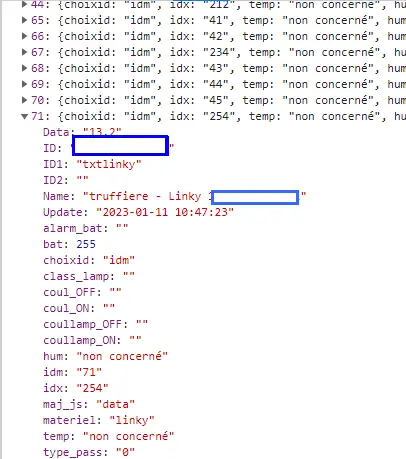 44: {choixid: "idm", idx: "212", temp: "non concerné", hum
65: {choixid: "idm", idx: "41", temp: "non concerné", hum:
66: {choixid: "idm", idx: "42", temp: "non concerné", hum:
67: {choixid: "idm", idx: "234", temp: "non concerné", hum
68: {choixid: "idm", idx: "43", temp: "non concerné", hum:
69: {choixid: "idm", idx: "44", temp: "non concerné", hum:
70: {choixid: "idm", idx: "45", temp: "non concerné", hum:
71: {choixid: "idm", idx: "254", temp: "non concerné", hum
Data: "13.2"
ID: "
ID1: "txtlinky"
ID2: ""
Name: "truffiere - Linky "
Update: "2023-01-11 10:47:23"
alarm_bat: ""
bat: 255
choixid: "idm"
class_lamp: ""
coul_OFF: ""
coul_ON: ""
coullamp_OFF: ""
coullamp_ON: ""
hum: "non concerné"
idm: "71"
idx: "254"
maj_js: "data"
materiel: "linky"
temp: "non concerné"
type_pass: "0"